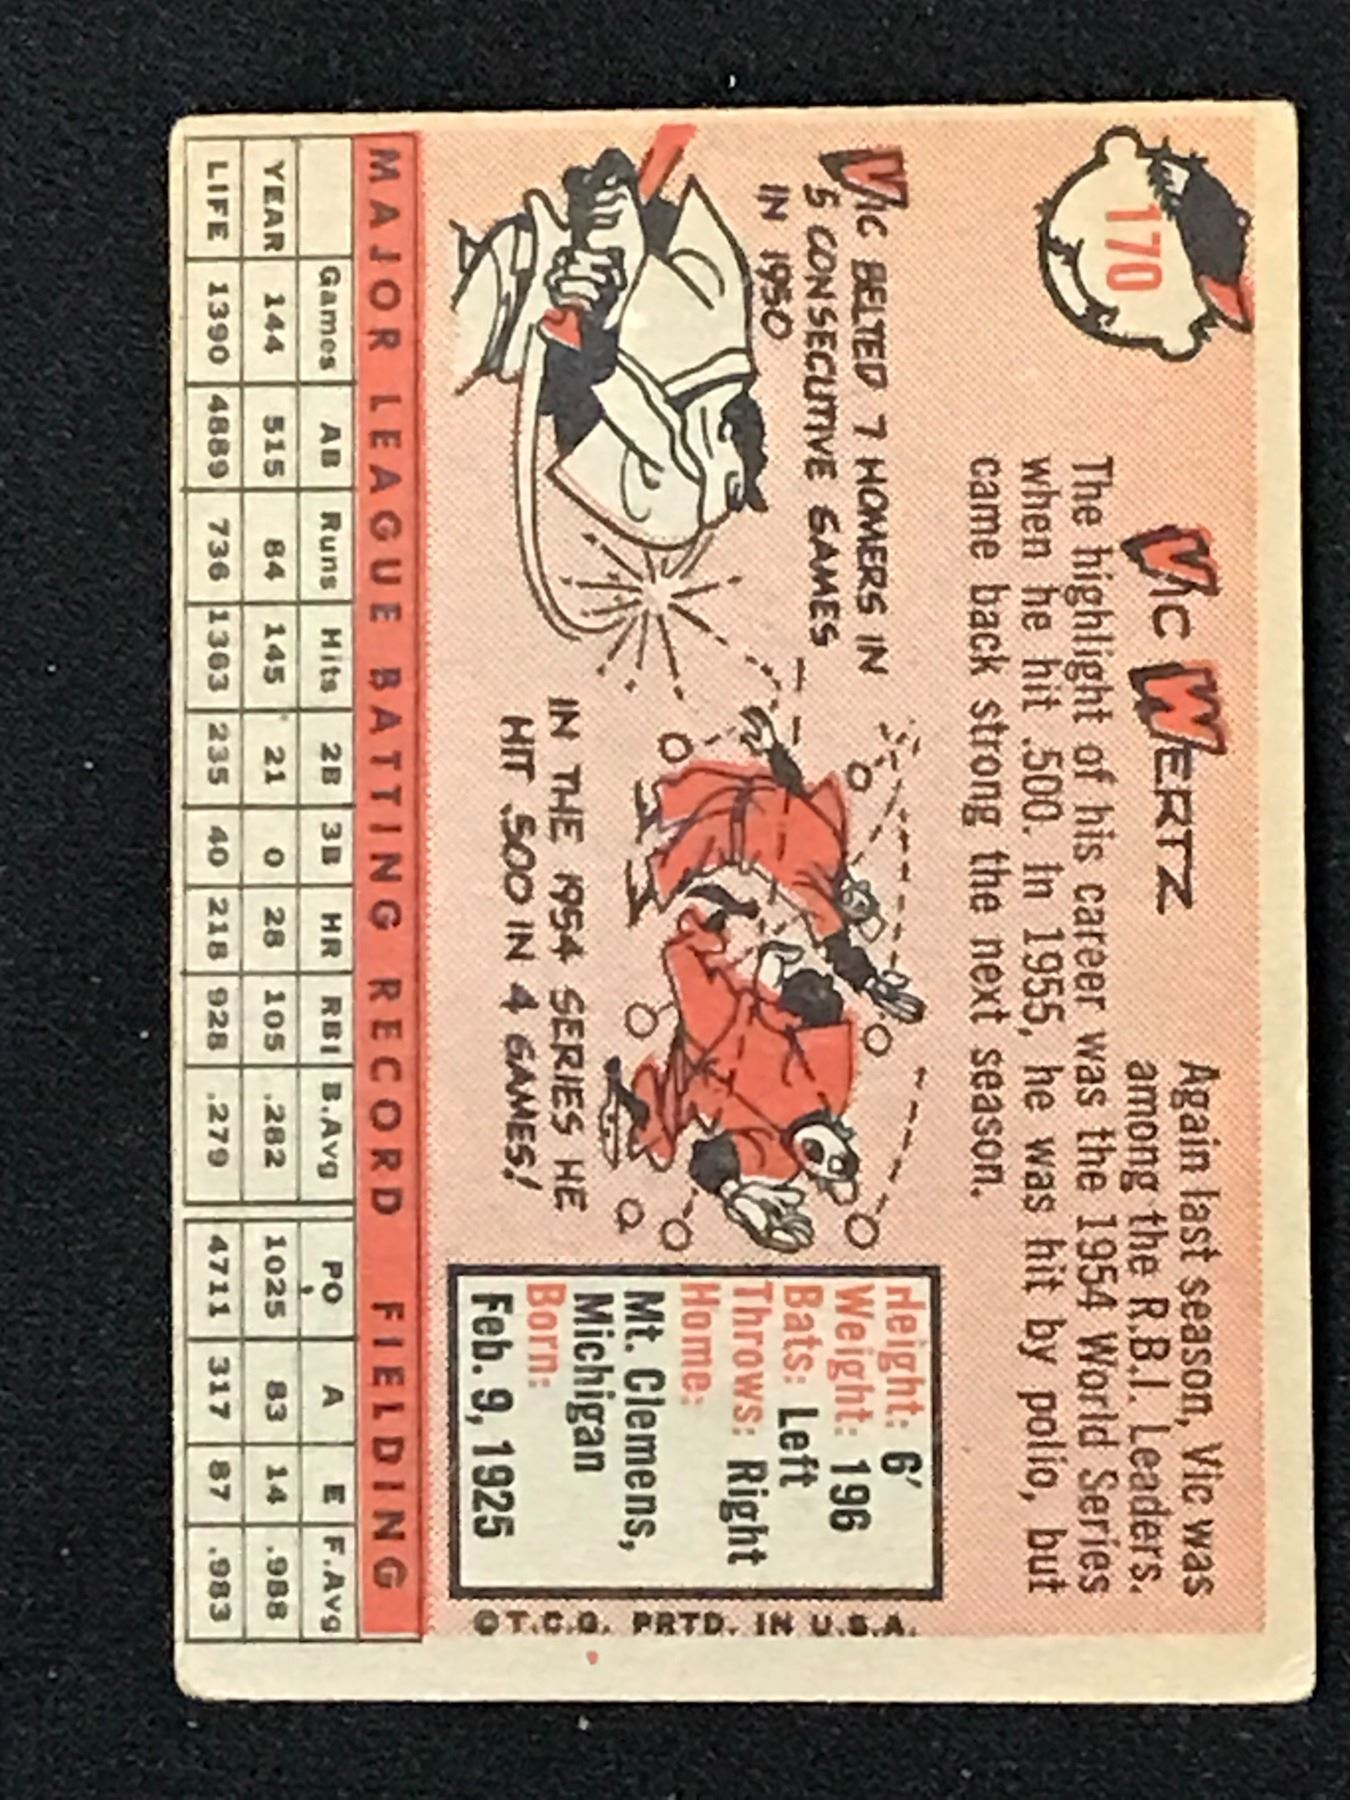 170
Vic Wertz
Again last season, Vic was
among the R.B.I. Leaders.
The highlight of his career was the 1954 World Series
when he hit .500. In 1955, he was hit by polio, but
came back strong the next season.
VIC BELTED 7 HOMERS IN
5 CONSECUTIVE GAMES
IN 1950
IN THE 1954 SERIES HE
HIT .500 IN 4 GAMES!
Height: 6'
Weight: 196
Bats: Left
Throws: Right
Home:
Mt. Clemens,
Michigan
Born:
Feb. 9, 1925
©T.C.G. PRTD. IN U.S.A.
MAJOR LEAGUE BATTING RECORD FIELDING
Games AB Runs Hits 2B 3B HR RBI B.Avg PO A E F.Avg
YEAR 144 515 84 145 21 0 28 105 .282 1025 83 14 .988
LIFE 1390 4889 736 1363 235 40 218 928 .279 4711 317 87 .983